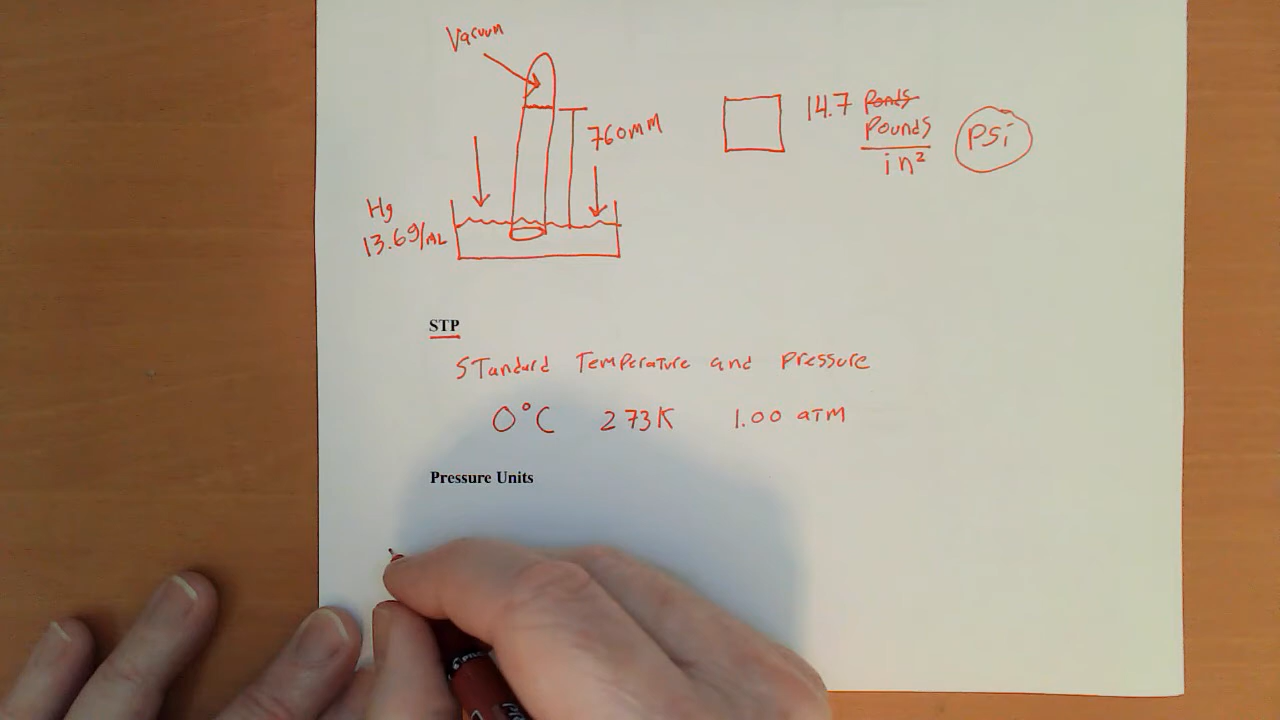 Vacuum
760mm
14.7 Ponds
Pounds
in²
PSi
Hg
13.6g/mL
STP
STandard Temperature and Pressure
0°C 273K 1.00 aTM
Pressure Units